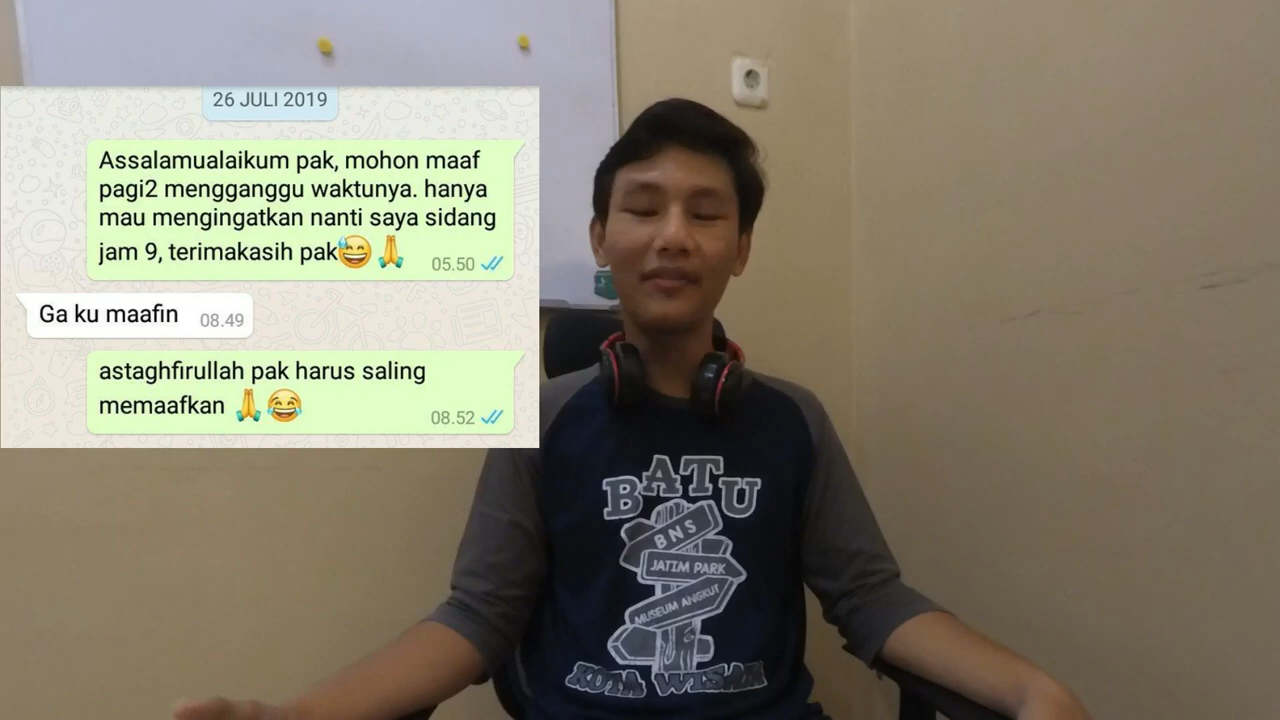 26 JULI 2019
Assalamualaikum pak, mohon maaf
pagi2 mengganggu waktunya. hanya
mau mengingatkan nanti saya sidang
jam 9, terimakasih pak😅🙏
05.50
Ga ku maafin
08.49
astaghfirullah pak harus saling
memaafkan 🙏😂
08.52
BATU
BNS
JATIM PARK
MUSEUM ANGKUT
KOTA WISATA